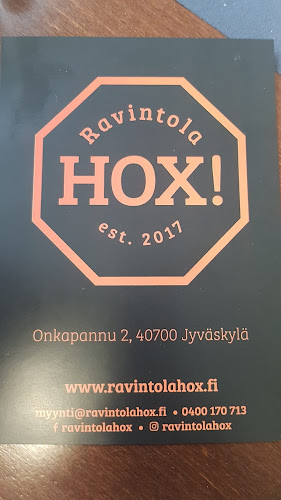 Ravintola
HOX!
est. 2017
Onkapannu 2, 40700 Jyväskylä
www.ravintolahox.fi
myynti@ravintolahox.fi • 0400 170 713
f ravintolahox • ravintolahox